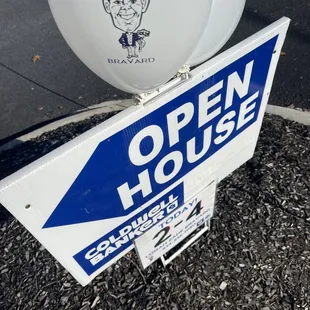 BRAVARD
OPEN
HOUSE
COLDWELL
BANKER
TODAY!
2-4